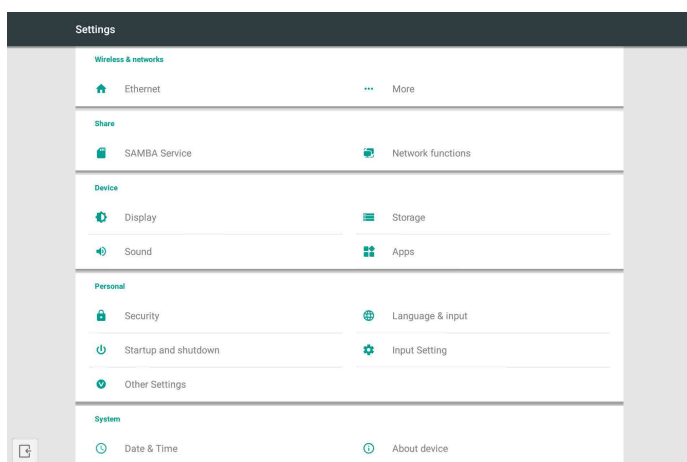 Settings
Wireless & networks
Ethernet
More
Share
SAMBA Service
Network functions
Device
Display
Storage
Sound
Apps
Personal
Security
Language & input
Startup and shutdown
Input Setting
Other Settings
System
Date & Time
About device